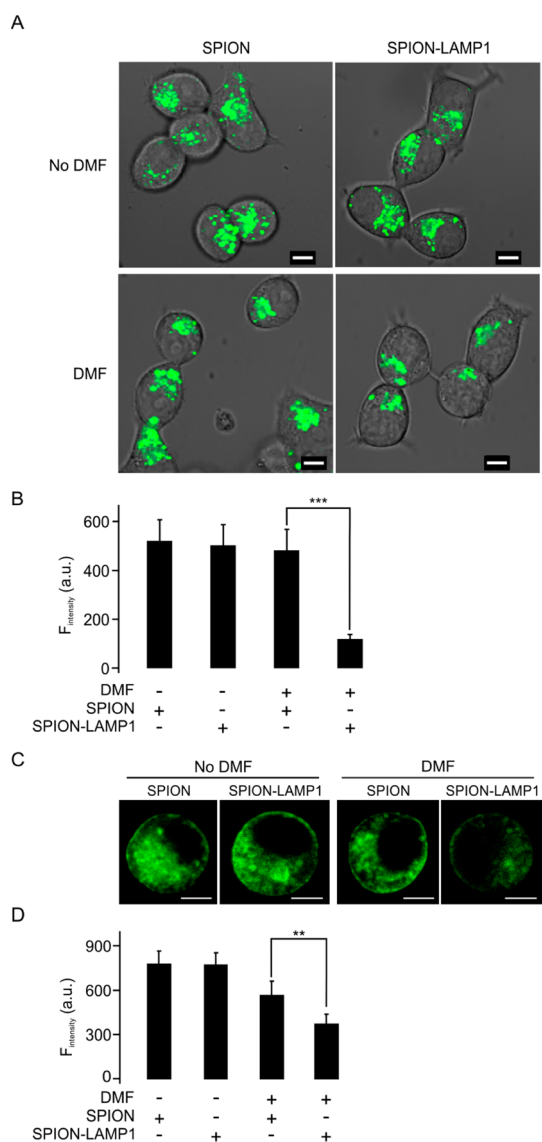 A
SPION SPION-LAMP1
No DMF
DMF
B
***
600
400
200
0
F intensity (a.u.)
DMF - - + +
SPION + - + -
SPION-LAMP1 - + - +
C
No DMF DMF
SPION SPION-LAMP1 SPION SPION-LAMP1
D
**
900
600
300
0
F intensity (a.u.)
DMF - - + +
SPION + - + -
SPION-LAMP1 - + - +